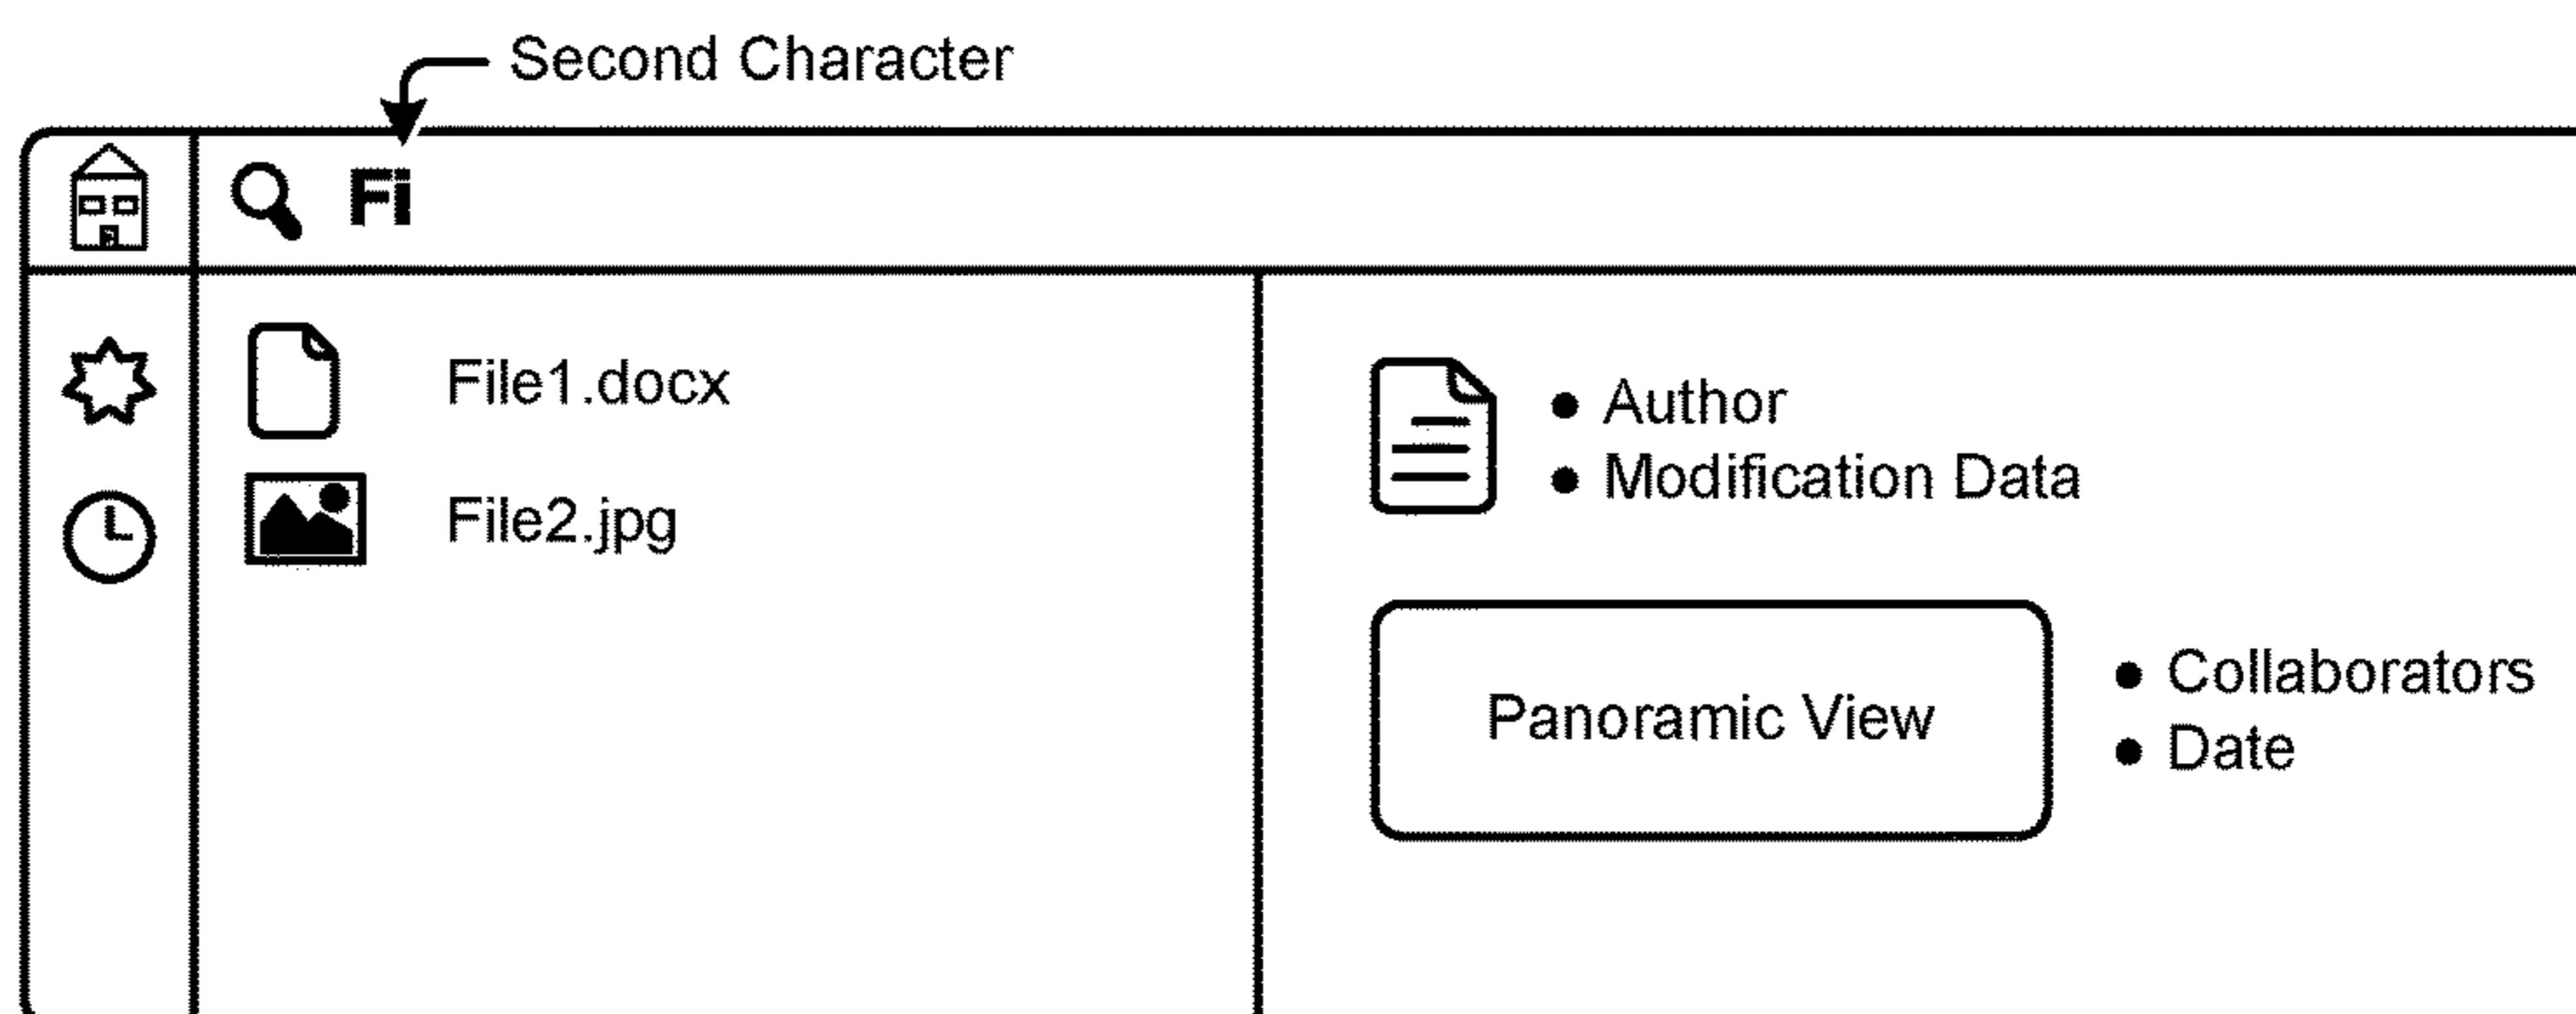 Second Character
Fi
File1.docx
File2.jpg
• Author
• Modification Data
Panoramic View
• Collaborators
• Date